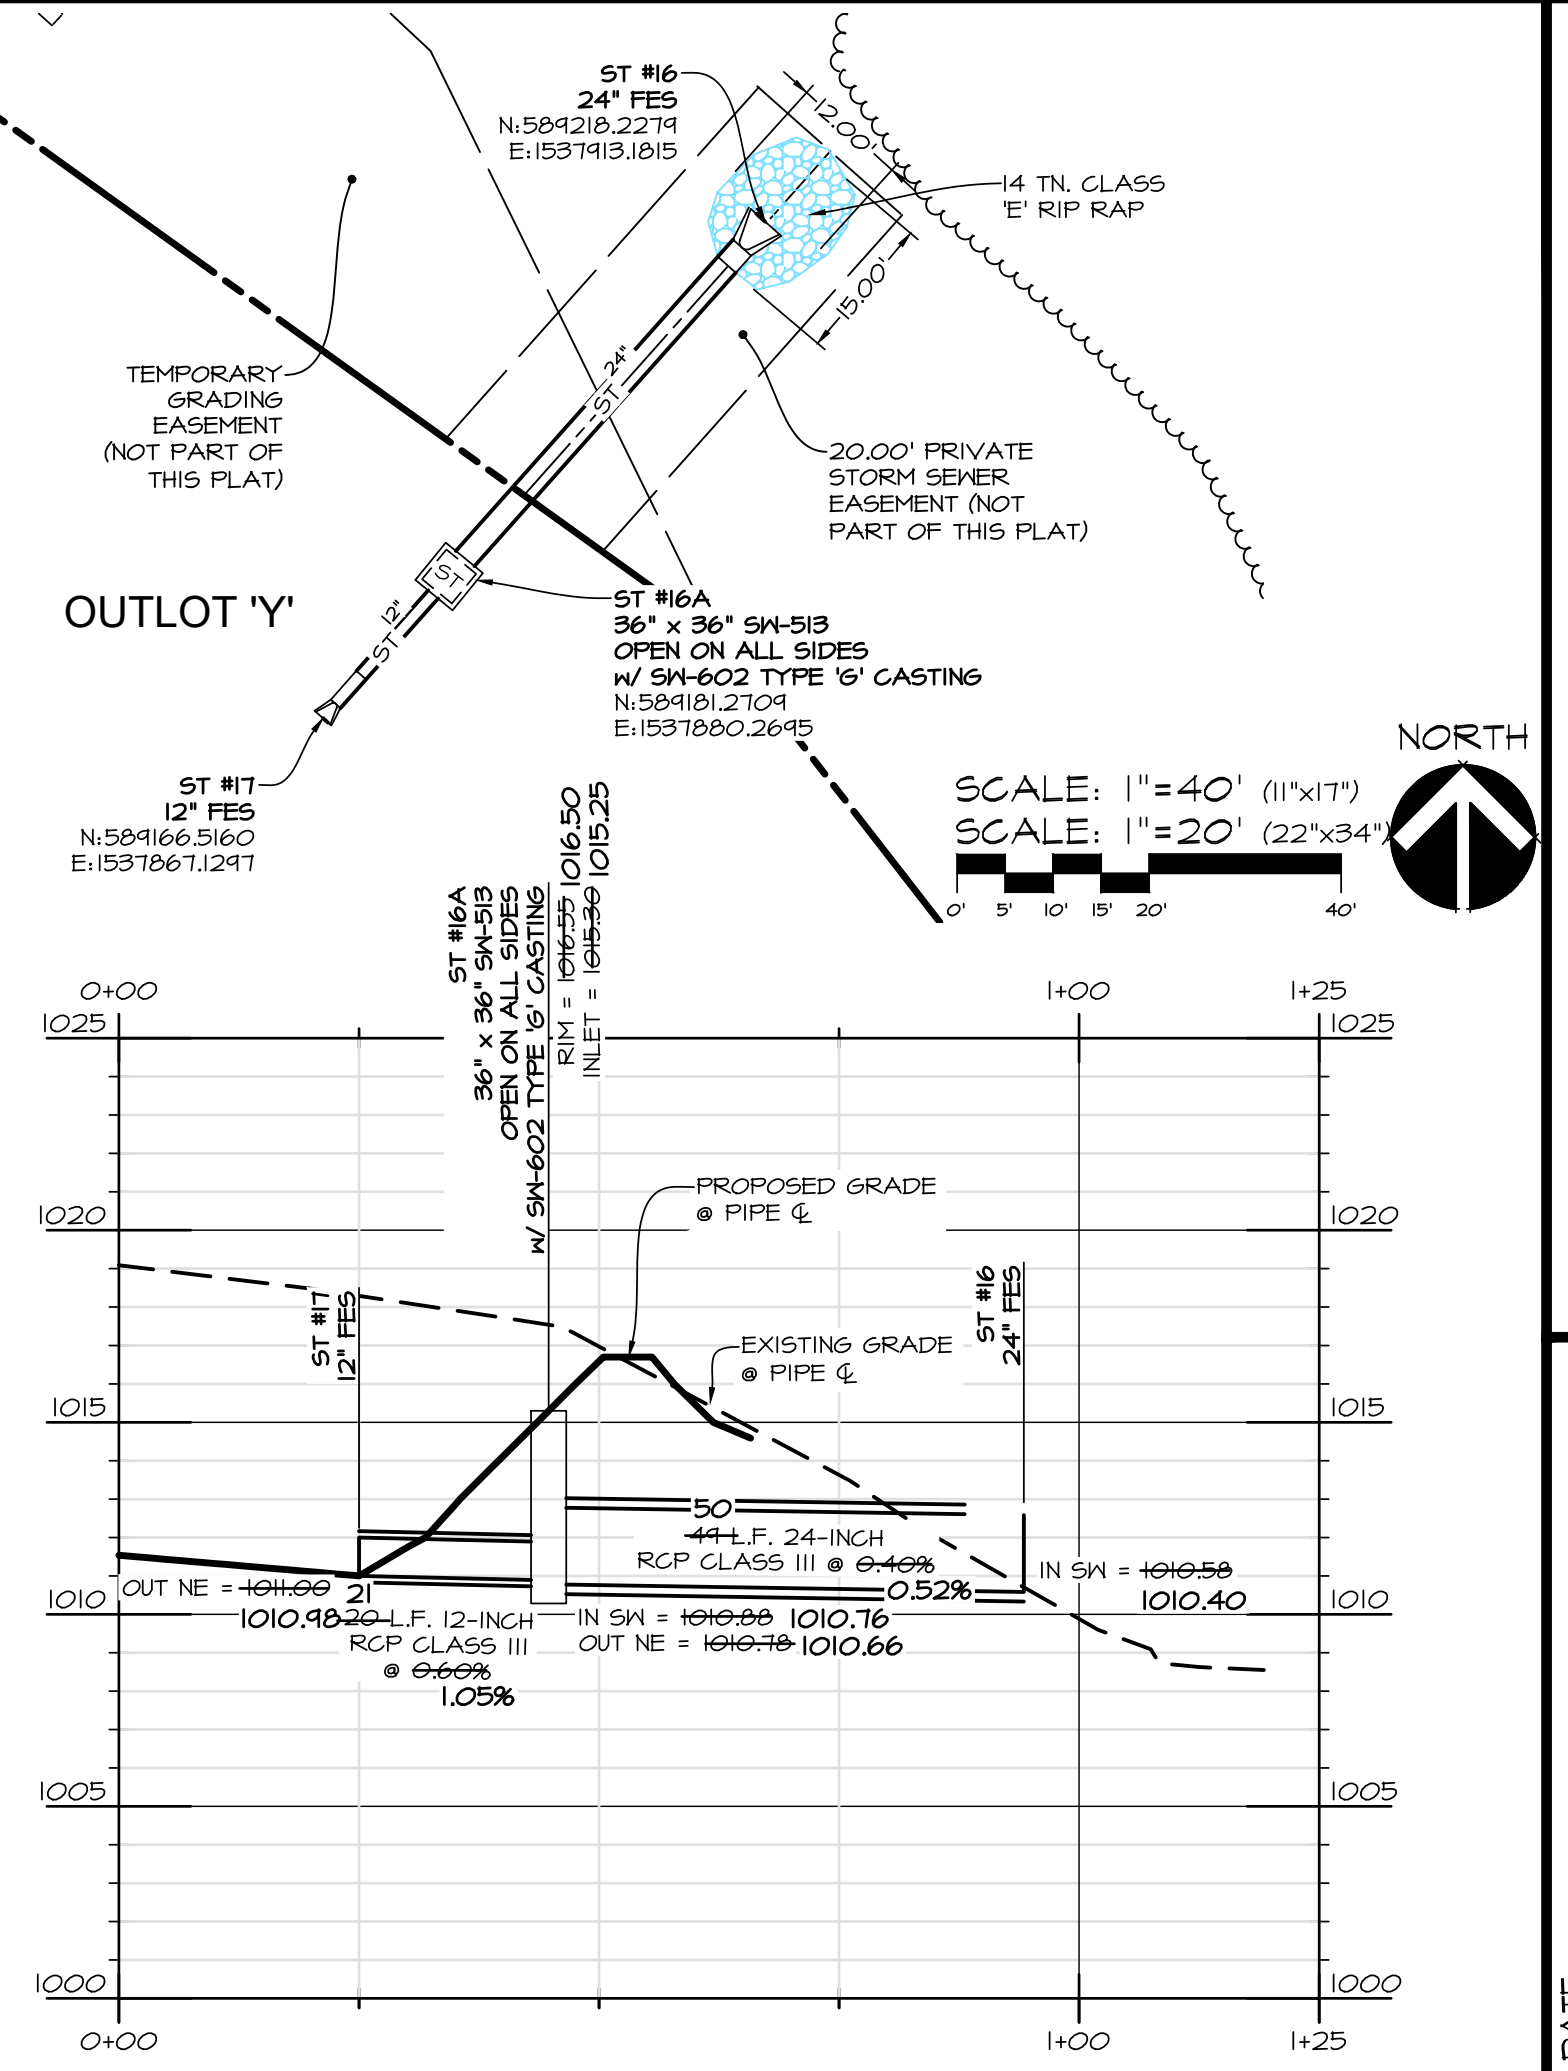 ST #16
24" FES
N:589218.2279
E:1537913.1815
12.00'
14 TN. CLASS
'E' RIP RAP
15.00'
TEMPORARY
GRADING
EASEMENT
(NOT PART OF
THIS PLAT)
24"
ST
20.00' PRIVATE
STORM SEWER
EASEMENT (NOT
PART OF THIS PLAT)
ST
OUTLOT 'Y'
12"
ST
ST #16A
36" x 36" SW-513
OPEN ON ALL SIDES
w/ SW-602 TYPE 'G' CASTING
N:589181.2709
E:1537880.2695
ST #17
12" FES
N:589166.5160
E:1537867.1297
NORTH
SCALE: 1"=40' (11"x17")
SCALE: 1"=20' (22"x34")
0' 5' 10' 15' 20' 40'
ST #16A
36" x 36" SW-513
OPEN ON ALL SIDES
w/ SW-602 TYPE 'G' CASTING
RIM = 1016.55 1016.50
INLET = 1015.30 1015.25
0+00 1+00 1+25
1025 1025
PROPOSED GRADE
@ PIPE ℄
1020 1020
ST #17
12" FES
ST #16
24" FES
EXISTING GRADE
@ PIPE ℄
1015 1015
50
49 L.F. 24-INCH
RCP CLASS III @ 0.40%
0.52%
IN SW = 1010.58
1010.40
OUT NE = 1011.00
1010.98
21
20 L.F. 12-INCH
RCP CLASS III
@ 0.60%
1.05%
IN SW = 1010.88 1010.76
OUT NE = 1010.78 1010.66
1010 1010
1005 1005
1000 1000
0+00 1+00 1+25